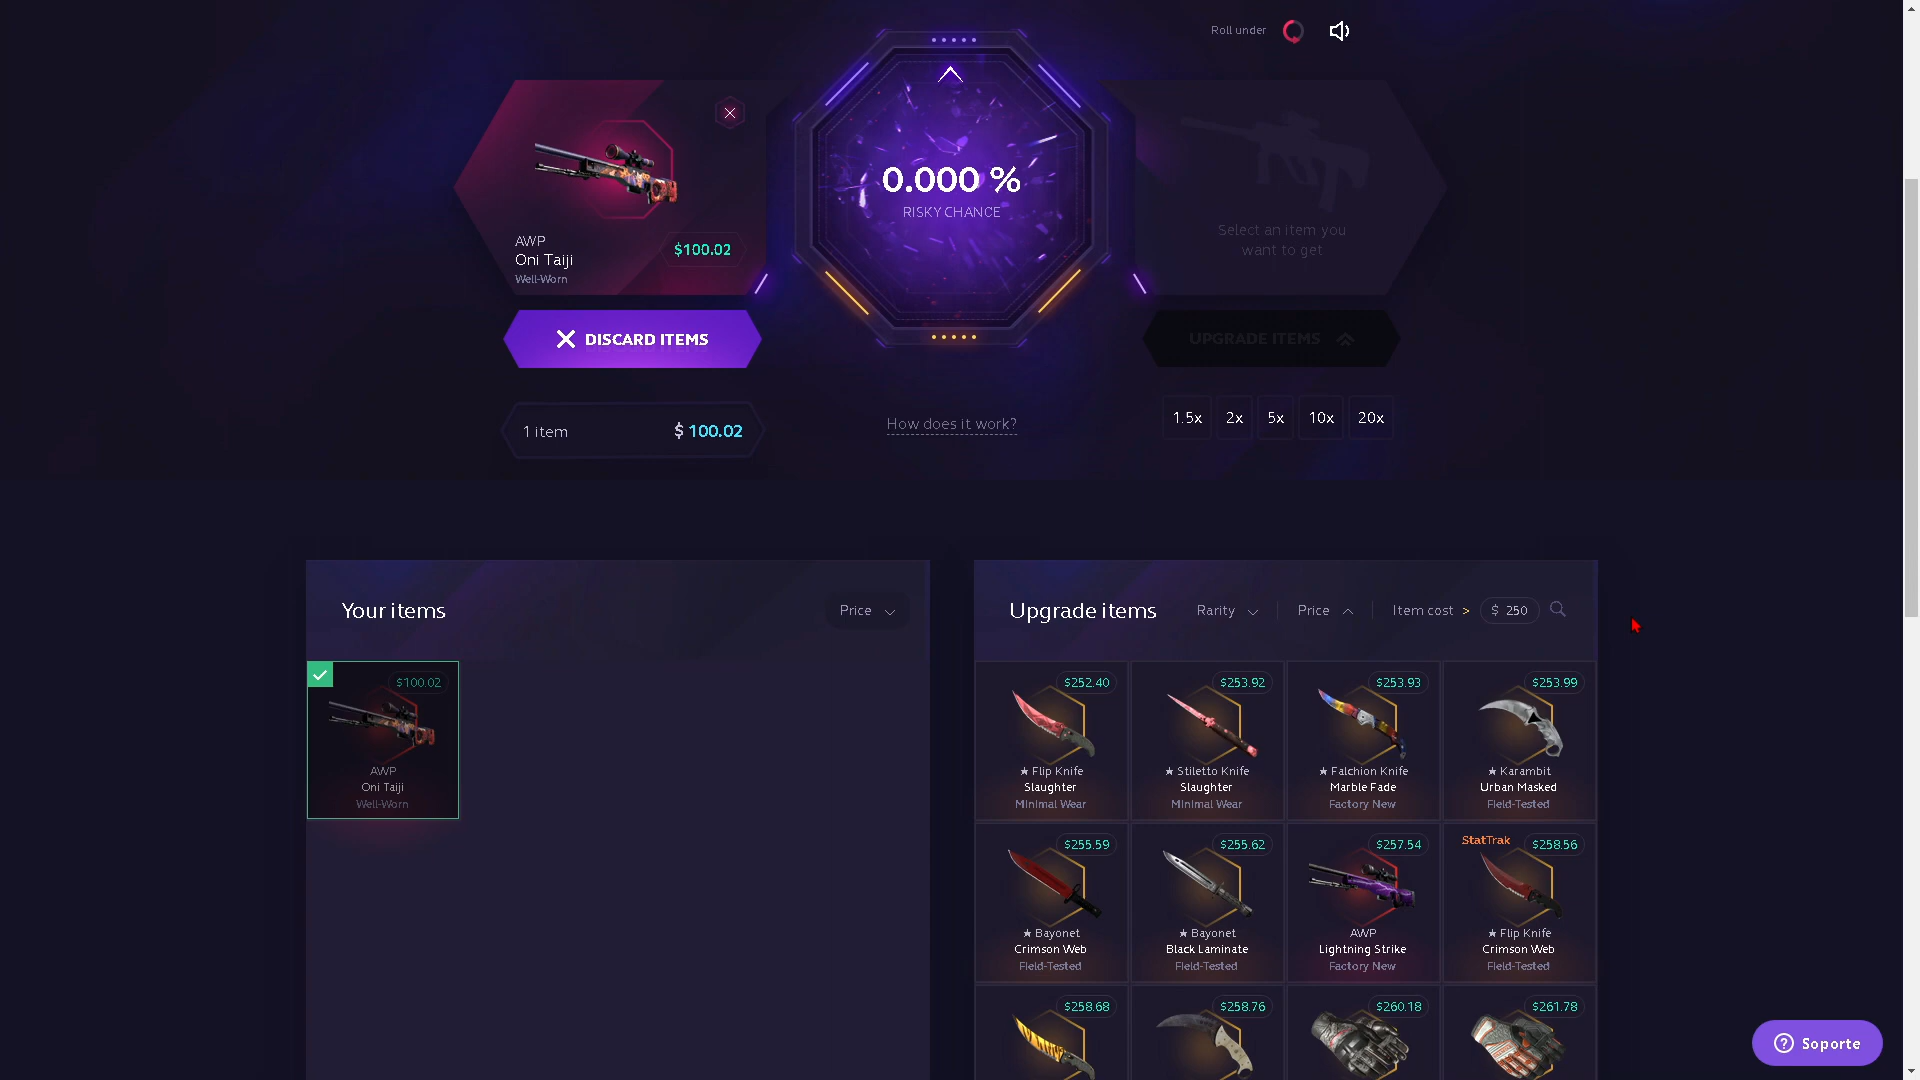 Roll under
0.000 %
RISKY CHANCE
AWP
Oni Taiji
Well-Worn
$100.02
Select an item you
want to get
DISCARD ITEMS
UPGRADE ITEMS
1 item
$ 100.02
How does it work?
1.5x
2x
5x
10x
20x
Your items
Price
Upgrade items
Rarity
Price
Item cost >
$ 250
$100.02
AWP
Oni Taiji
Well-Worn
$252.40
★ Flip Knife
Slaughter
Minimal Wear
$253.92
★ Stiletto Knife
Slaughter
Minimal Wear
$253.93
★ Falchion Knife
Marble Fade
Factory New
$253.99
★ Karambit
Urban Masked
Field-Tested
$255.59
★ Bayonet
Crimson Web
Field-Tested
$255.62
★ Bayonet
Black Laminate
Field-Tested
$257.54
AWP
Lightning Strike
Factory New
StatTrak
$258.56
★ Flip Knife
Crimson Web
Field-Tested
$258.68
$258.76
$260.18
$261.78
Soporte